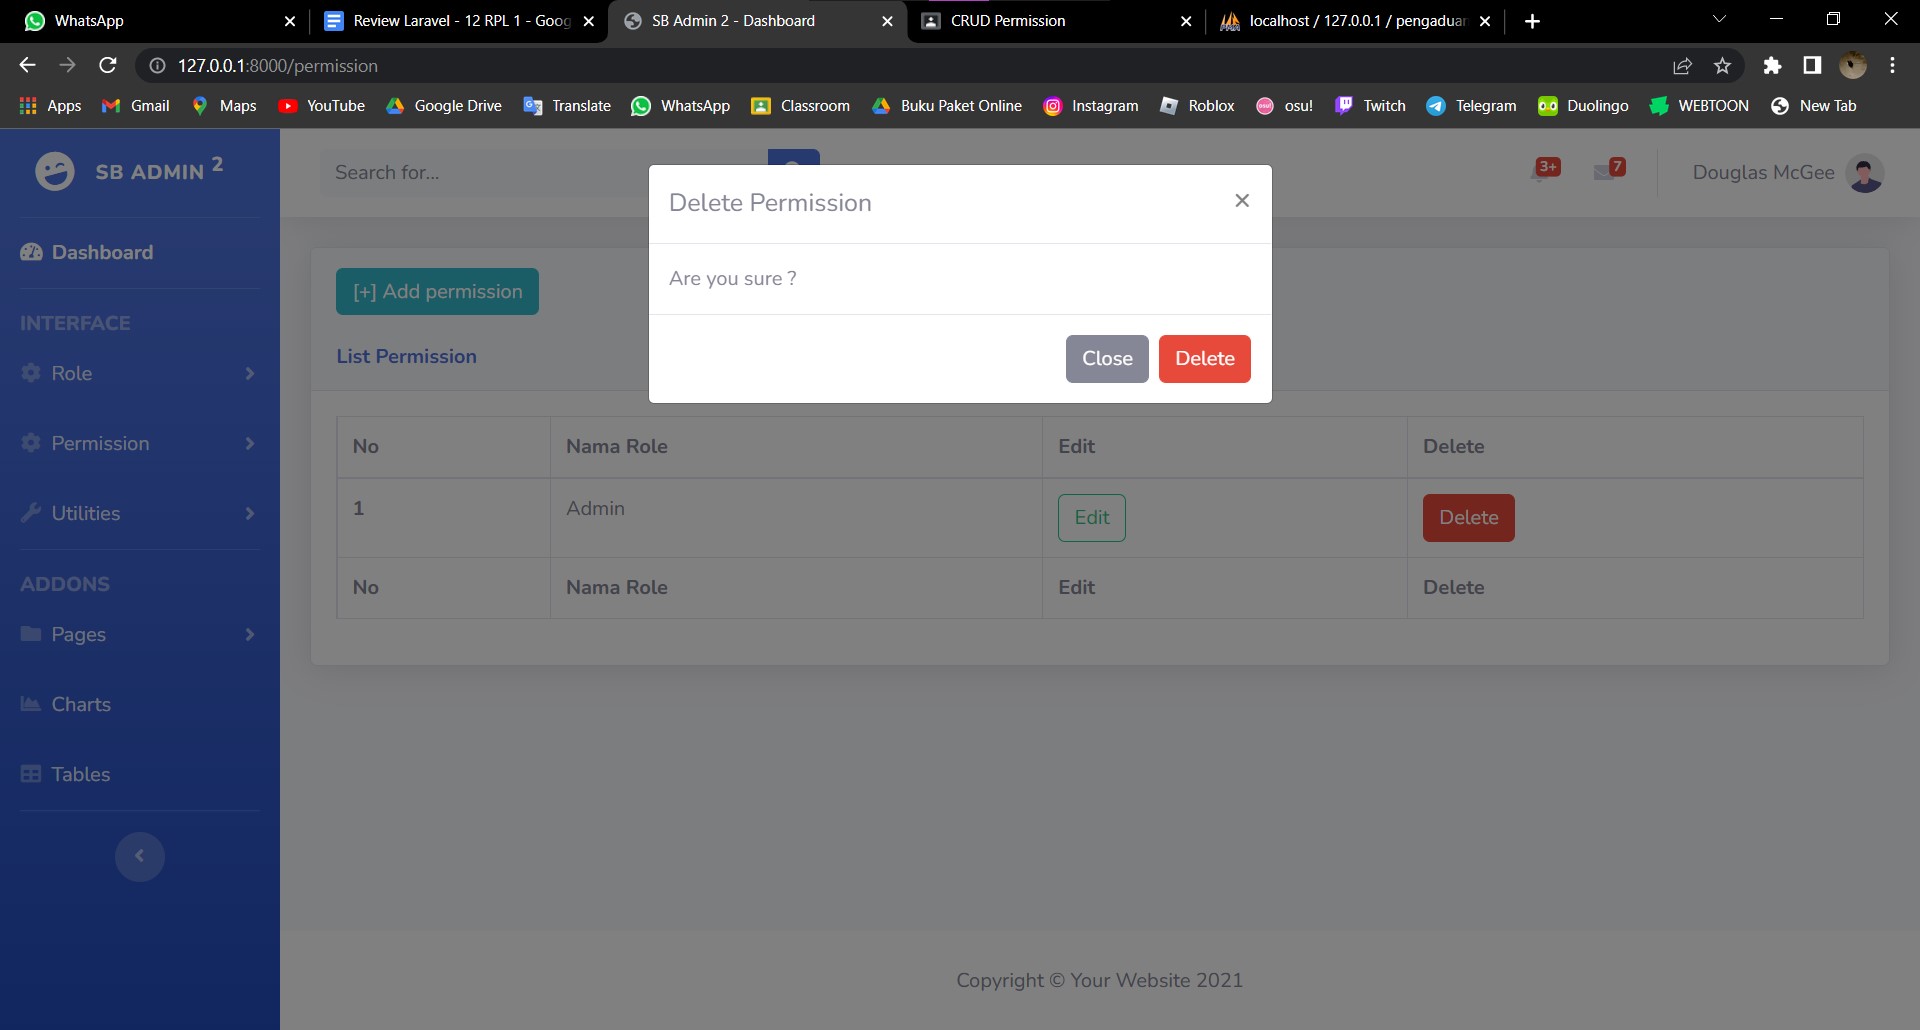 WhatsApp
Review Laravel - 12 RPL 1 - Goog
SB Admin 2 - Dashboard
CRUD Permission
localhost / 127.0.0.1 / pengaduan
127.0.0.1:8000/permission
Apps
Gmail
Maps
YouTube
Google Drive
Translate
WhatsApp
Classroom
Buku Paket Online
Instagram
Roblox
osu!
Twitch
Telegram
Duolingo
WEBTOON
New Tab
SB ADMIN 2
Search for...
3+
7
Douglas McGee
Dashboard
INTERFACE
Role
Permission
Utilities
ADDONS
Pages
Charts
Tables
Delete Permission
Are you sure ?
Close
Delete
[+] Add permission
List Permission
No Nama Role Edit Delete
1 Admin Edit Delete
No Nama Role Edit Delete
Copyright © Your Website 2021